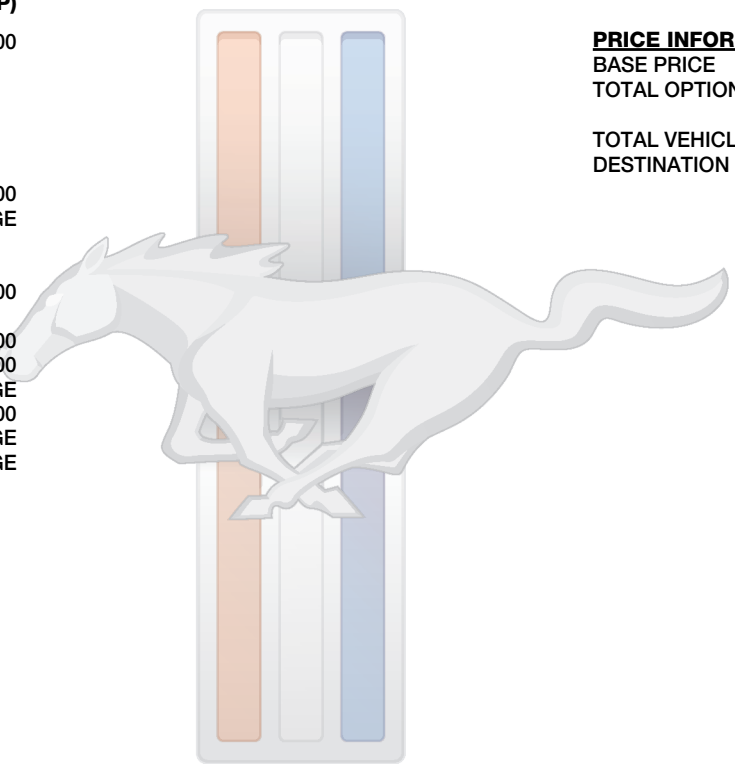 P)
00
00
GE
00
00
00
GE
00
GE
GE
PRICE INFOR
BASE PRICE
TOTAL OPTION
TOTAL VEHICL
DESTINATION